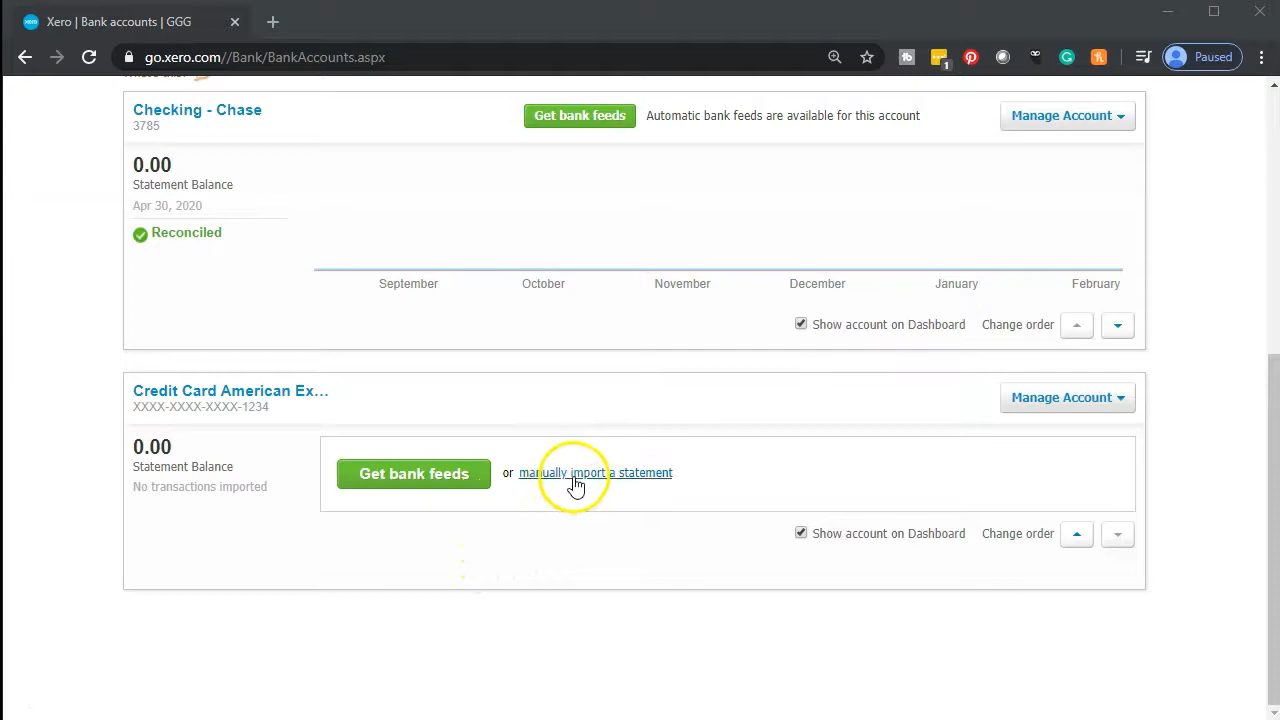 Xero | Bank accounts | GGG
go.xero.com//Bank/BankAccounts.aspx
1
Paused
Checking - Chase
3785
Get bank feeds
Automatic bank feeds are available for this account
Manage Account
0.00
Statement Balance
Apr 30, 2020
Reconciled
September October November December January February
Show account on Dashboard Change order
Credit Card American Ex...
XXXX-XXXX-XXXX-1234
Manage Account
0.00
Statement Balance
No transactions imported
Get bank feeds or manually import a statement
Show account on Dashboard Change order